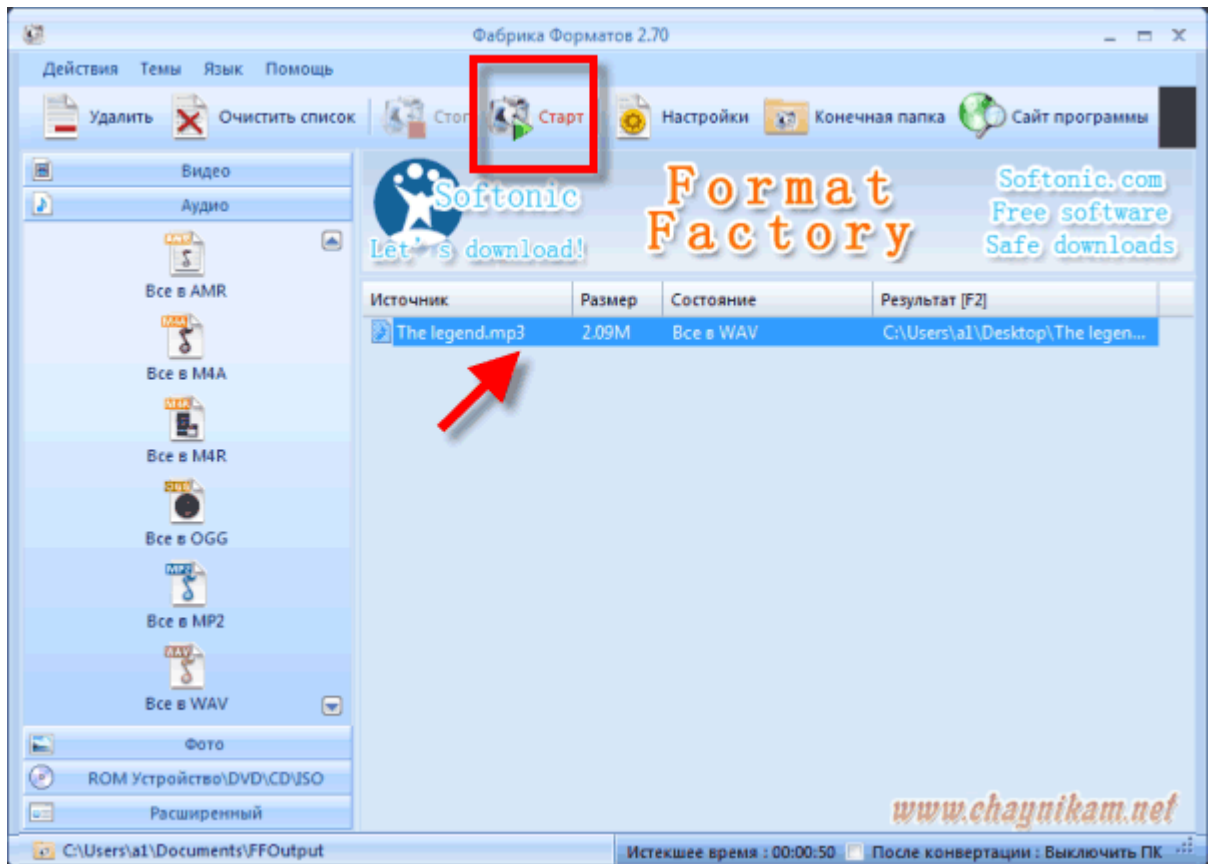 Фабрика Форматов 2.70
Действия Темы Язык Помощь
Удалить Очистить список Стоп Старт Настройки Конечная папка Сайт программы
Видео
Аудио
Все в AMR
Все в M4A
Все в M4R
Все в OGG
Все в MP2
Все в WAV
Фото
ROM Устройство\DVD\CD\ISO
Расширенный
Softonic
Let's download!
Format
Factory
Softonic.com
Free software
Safe downloads
Источник Размер Состояние Результат [F2]
The legend.mp3 2.09M Все в WAV C:\Users\a1\Desktop\The legen...
www.chaynikam.net
C:\Users\a1\Documents\FFOutput Истекшее время : 00:00:50 После конвертации : Выключить ПК